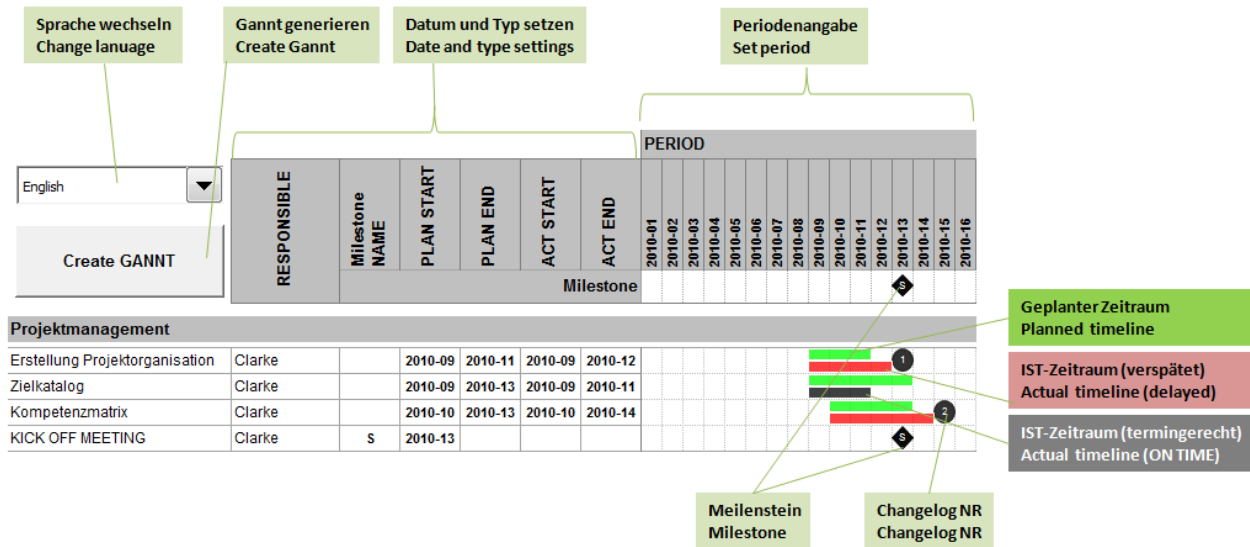 Sprache wechseln
Change lanuage
Gannt generieren
Create Gannt
Datum und Typ setzen
Date and type settings
Periodenangabe
Set period
PERIOD
English
Create GANNT
RESPONSIBLE
Milestone
NAME
PLAN START
PLAN END
ACT START
ACT END
2010-01
2010-02
2010-03
2010-04
2010-05
2010-06
2010-07
2010-08
2010-09
2010-10
2010-11
2010-12
2010-13
2010-14
2010-15
2010-16
Milestone
S
Projektmanagement
Erstellung Projektorganisation Clarke 2010-09 2010-11 2010-09 2010-12 1
Zielkatalog Clarke 2010-09 2010-13 2010-09 2010-11
Kompetenzmatrix Clarke 2010-10 2010-13 2010-10 2010-14 2
KICK OFF MEETING Clarke S 2010-13 S
Geplanter Zeitraum
Planned timeline
IST-Zeitraum (verspätet)
Actual timeline (delayed)
IST-Zeitraum (termingerecht)
Actual timeline (ON TIME)
Meilenstein
Milestone
Changelog NR
Changelog NR